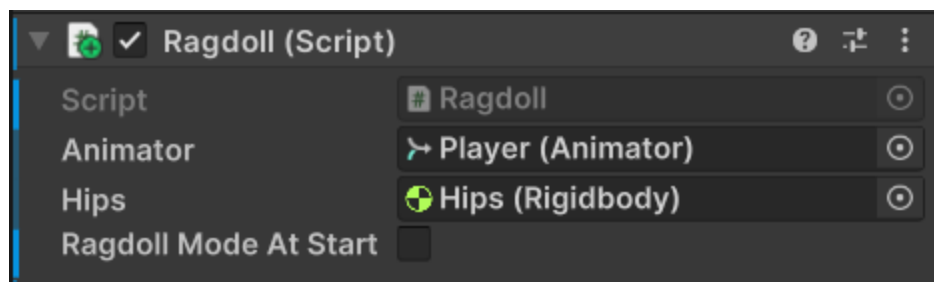 Ragdoll (Script)
Script Ragdoll
Animator Player (Animator)
Hips Hips (Rigidbody)
Ragdoll Mode At Start